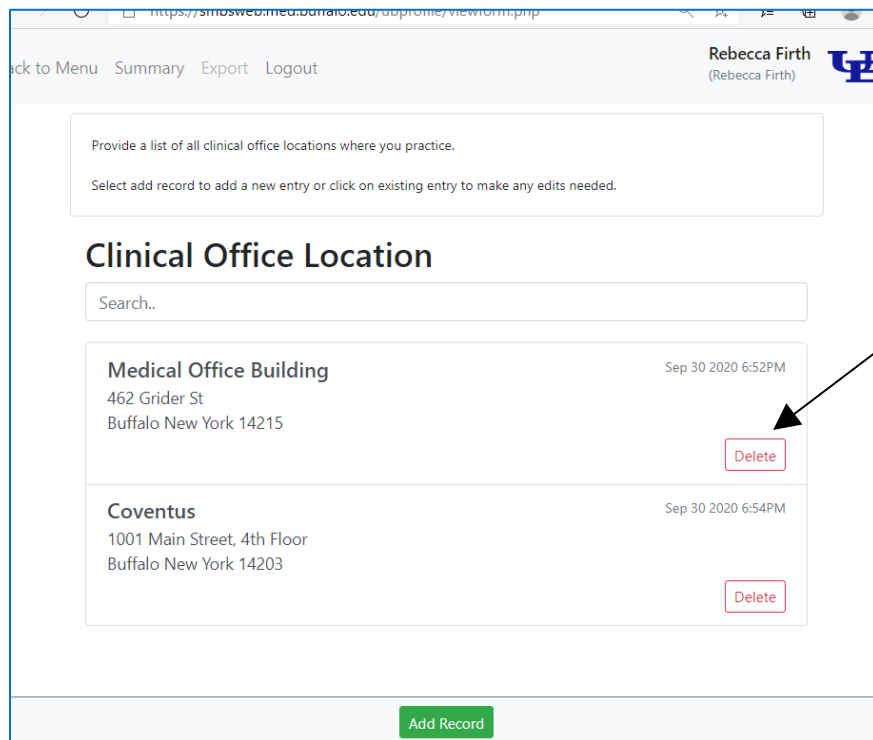 https://smbsweb.med.buffalo.edu/ubprofile/viewform.php
ack to Menu Summary Export Logout
Rebecca Firth
(Rebecca Firth)
Provide a list of all clinical office locations where you practice.
Select add record to add a new entry or click on existing entry to make any edits needed.
Clinical Office Location
Search..
Medical Office Building
Sep 30 2020 6:52PM
462 Grider St
Buffalo New York 14215
Delete
Coventus
Sep 30 2020 6:54PM
1001 Main Street, 4th Floor
Buffalo New York 14203
Delete
Add Record